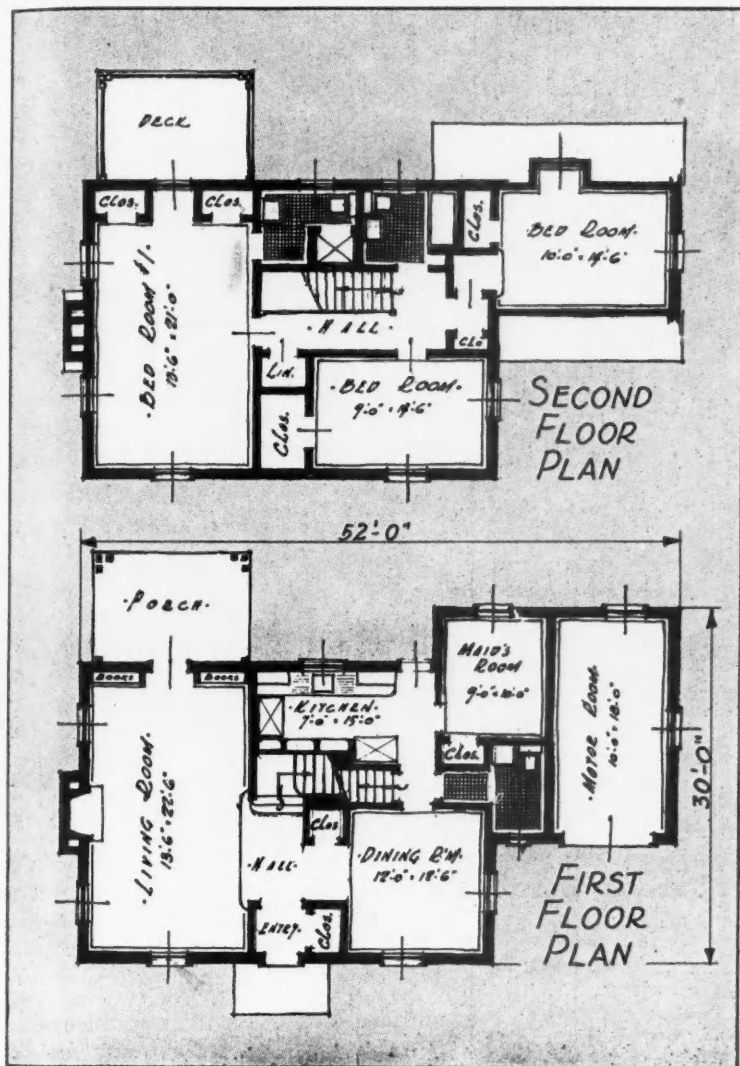 DECK
CLOS.
CLOS.
CLOS.
·BED ROOM·
10'·0" × 14'·6"
·BED ROOM #1·
13'·6" × 21'·0"
·HALL·
CLO
LIN.
CLOS.
·BED ROOM·
9'·0" × 14'·6"
SECOND
FLOOR
PLAN
52'-0"
·PORCH·
BOOKS
BOOKS
·KITCHEN·
7'·0" × 15'·0"
MAID'S
ROOM
9'·0" × 10'·0"
CLOS.
·MOTOR ROOM·
10'·0" × 18'·0"
30'-0"
·LIVING ROOM·
13'·6" × 22'·6"
CLOS
·HALL·
·DINING R'M·
12'·0" × 12'·6"
·ENTRY·
CLOS.
FIRST
FLOOR
PLAN